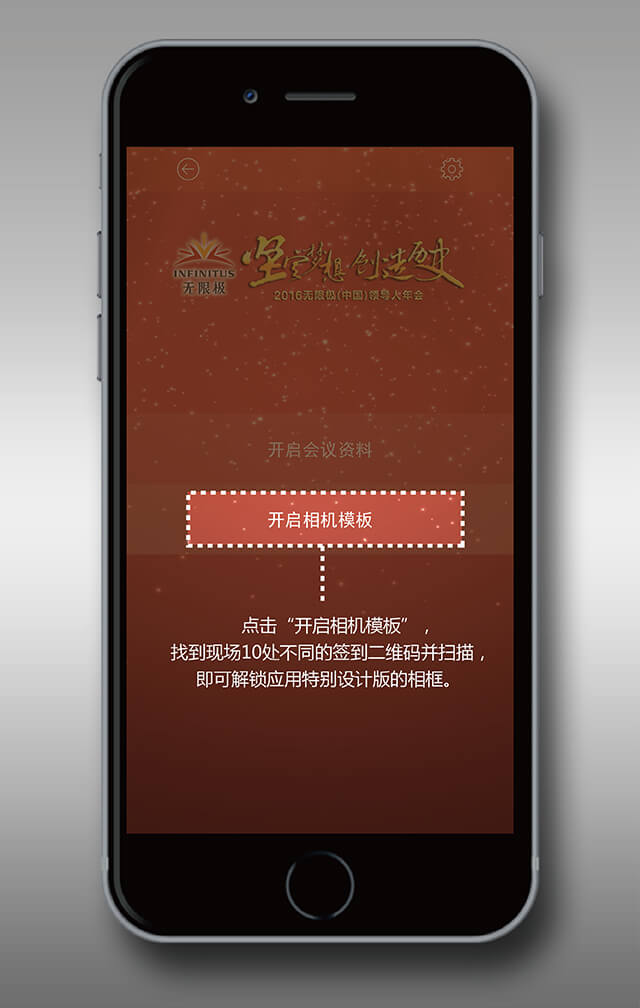 INFINITUS
无限极
坚定梦想 创造历史
2016无限极(中国)领导人年会
开启会议资料
开启相机模板
点击“开启相机模板”，
找到现场10处不同的签到二维码并扫描，
即可解锁应用特别设计版的相框。